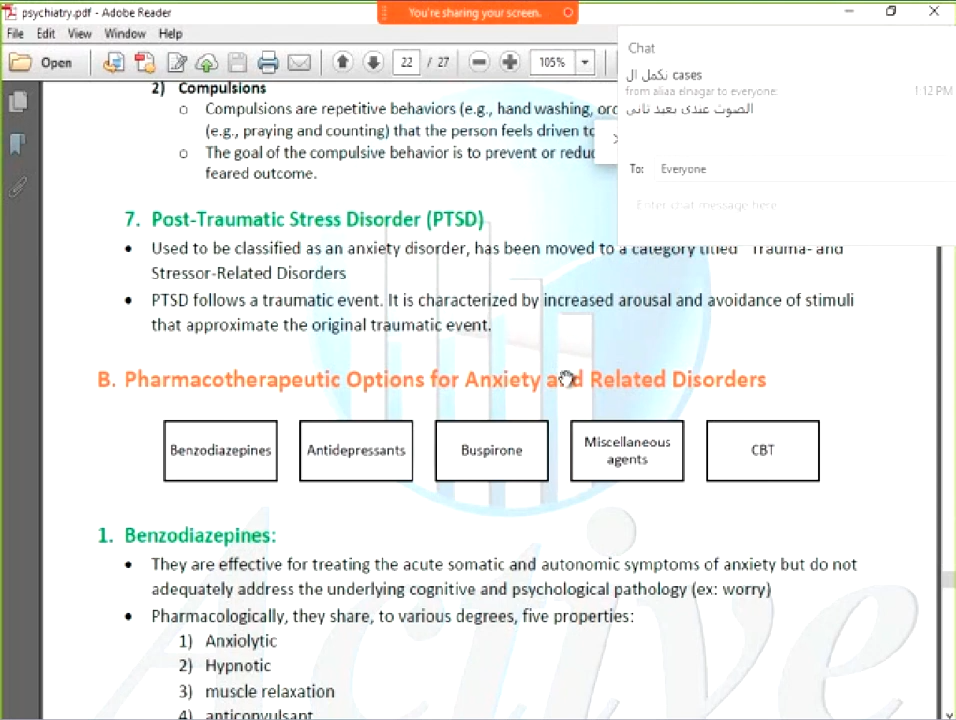 psychiatry.pdf - Adobe Reader
You're sharing your screen.
File Edit View Window Help
Open 22 / 27 105%
Chat
نكمل ال cases
from aliaa elnagar to everyone: 1:12 PM
الصوت عندى بعيد تانى
To: Everyone
Enter chat message here
2) Compulsions
o Compulsions are repetitive behaviors (e.g., hand washing,
(e.g., praying and counting) that the person feels driven to
o The goal of the compulsive behavior is to prevent or
feared outcome.
7. Post-Traumatic Stress Disorder (PTSD)
• Used to be classified as an anxiety disorder, has been moved to a category titled "Trauma- and
Stressor-Related Disorders
• PTSD follows a traumatic event. It is characterized by increased arousal and avoidance of stimuli
that approximate the original traumatic event.
B. Pharmacotherapeutic Options for Anxiety and Related Disorders
Benzodiazepines Antidepressants Buspirone Miscellaneous agents CBT
1. Benzodiazepines:
• They are effective for treating the acute somatic and autonomic symptoms of anxiety but do not
adequately address the underlying cognitive and psychological pathology (ex: worry)
• Pharmacologically, they share, to various degrees, five properties:
1) Anxiolytic
2) Hypnotic
3) muscle relaxation
4) anticonvulsant
Active